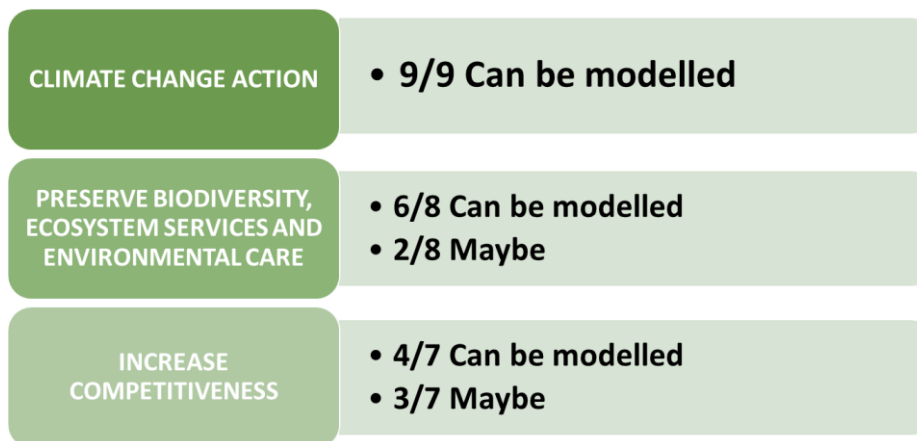 CLIMATE CHANGE ACTION
• 9/9 Can be modelled
PRESERVE BIODIVERSITY,
ECOSYSTEM SERVICES AND
ENVIRONMENTAL CARE
• 6/8 Can be modelled
• 2/8 Maybe
INCREASE
COMPETITIVENESS
• 4/7 Can be modelled
• 3/7 Maybe